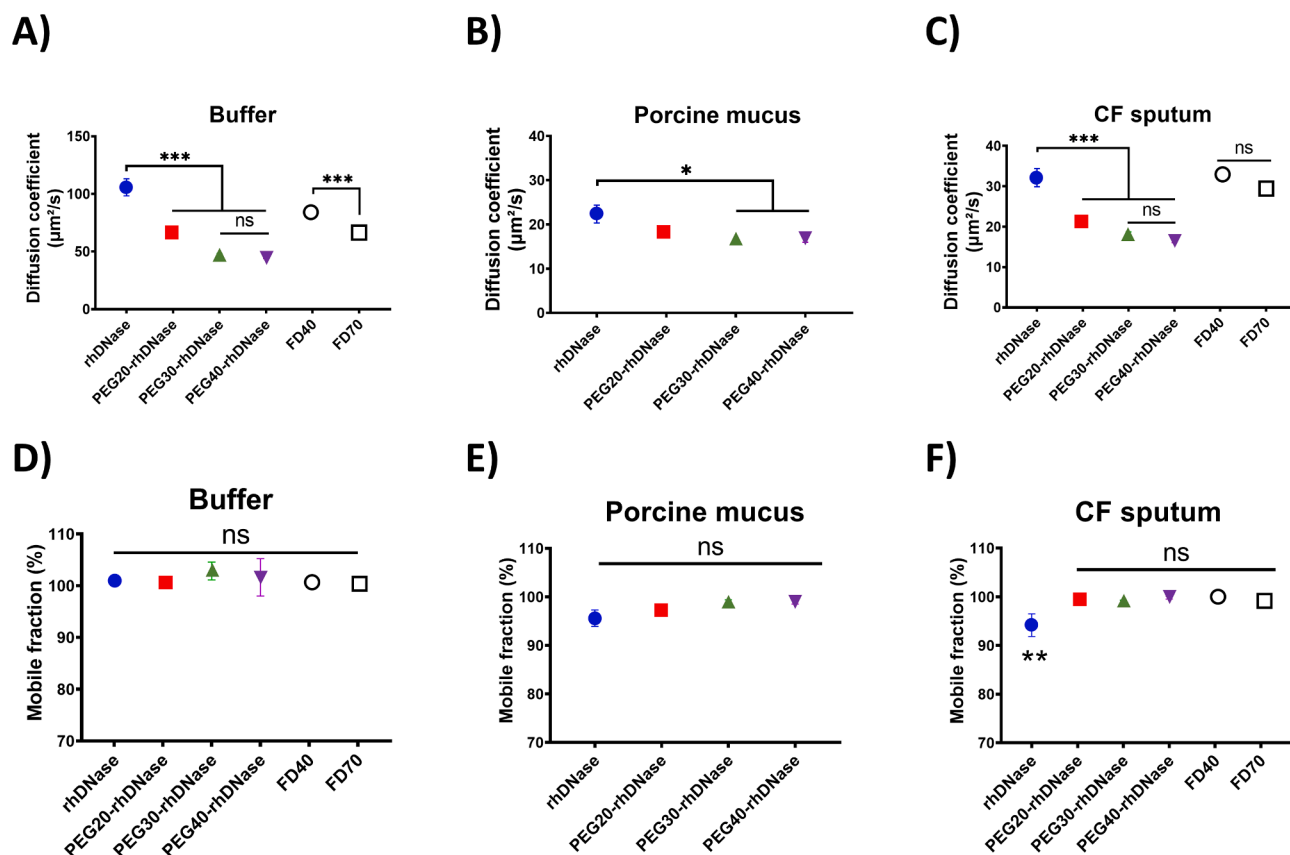 A)
Buffer
Diffusion coefficient
(µm²/s)
150
100
50
0
***
ns
***
rhDNase
PEG20-rhDNase
PEG30-rhDNase
PEG40-rhDNase
FD40
FD70
B)
Porcine mucus
Diffusion coefficient
(µm²/s)
40
30
20
10
0
*
rhDNase
PEG20-rhDNase
PEG30-rhDNase
PEG40-rhDNase
C)
CF sputum
Diffusion coefficient
(µm²/s)
40
30
20
10
0
***
ns
ns
rhDNase
PEG20-rhDNase
PEG30-rhDNase
PEG40-rhDNase
FD40
FD70
D)
Buffer
Mobile fraction (%)
110
100
90
80
70
ns
rhDNase
PEG20-rhDNase
PEG30-rhDNase
PEG40-rhDNase
FD40
FD70
E)
Porcine mucus
Mobile fraction (%)
110
100
90
80
70
ns
rhDNase
PEG20-rhDNase
PEG30-rhDNase
PEG40-rhDNase
F)
CF sputum
Mobile fraction (%)
110
100
90
80
70
ns
**
rhDNase
PEG20-rhDNase
PEG30-rhDNase
PEG40-rhDNase
FD40
FD70